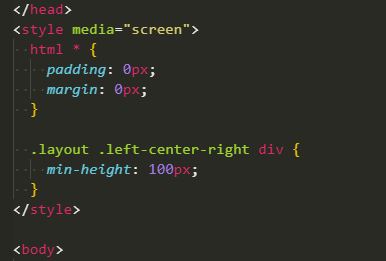 </head>
<style media="screen">
html * {
padding: 0px;
margin: 0px;
}
.layout .left-center-right div {
min-height: 100px;
}
</style>
<body>